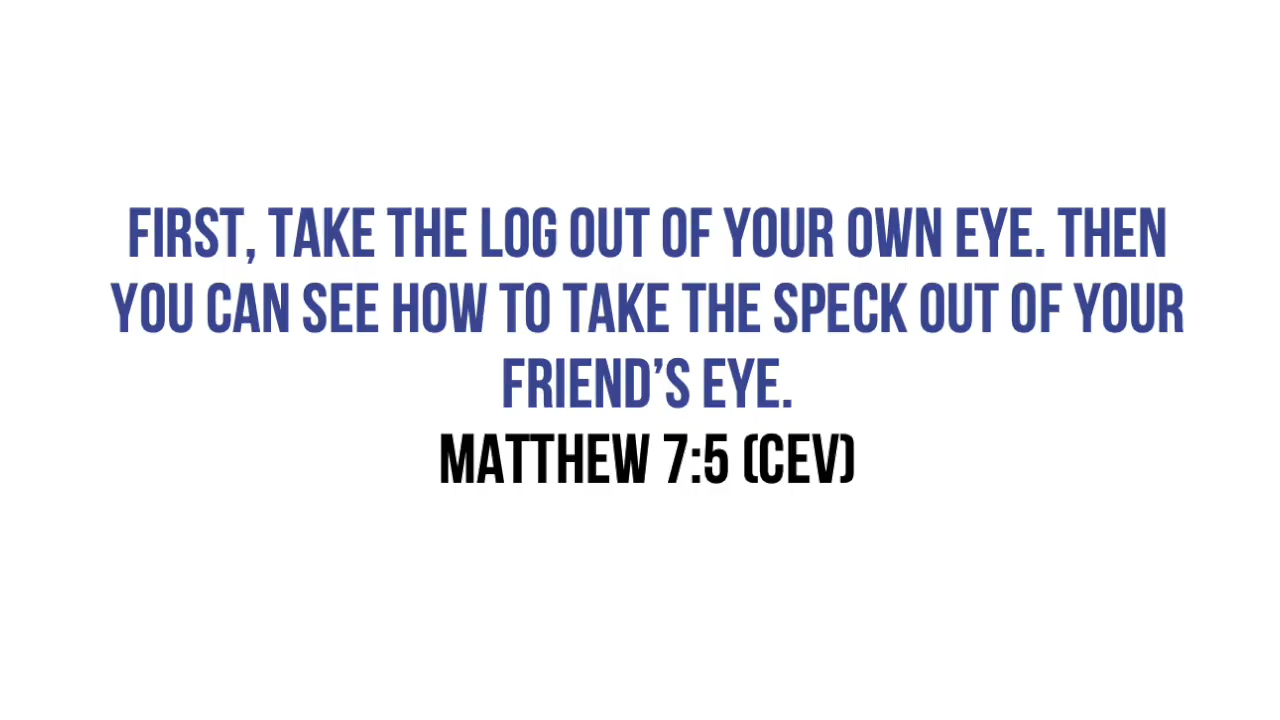 FIRST, TAKE THE LOG OUT OF YOUR OWN EYE. THEN
YOU CAN SEE HOW TO TAKE THE SPECK OUT OF YOUR
FRIEND’S EYE.
MATTHEW 7:5 (CEV)